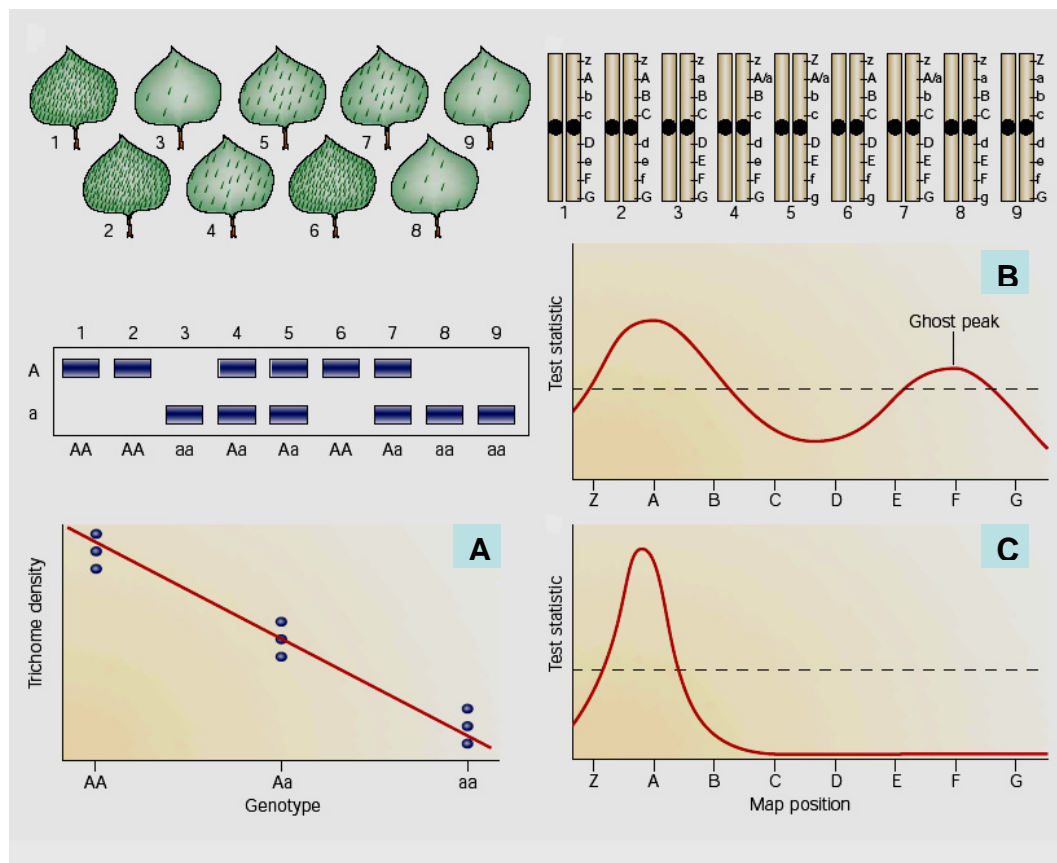 z Z z z Z z Z z Z
A A a A/a A/a A A/a a a
b B B B b b B B b
c C C c c C c C c
D d D d D D D d D
e e E e E e E E E
F f F f f F F F f
G G G G g g G g G
1 2 3 4 5 6 7 8 9
1 3 5 7 9
2 4 6 8
B
Test statistic
Ghost peak
Z A B C D E F G
1 2 3 4 5 6 7 8 9
A
a
AA AA aa Aa Aa AA Aa aa aa
A
Trichome density
AA Aa aa
Genotype
C
Test statistic
Z A B C D E F G
Map position